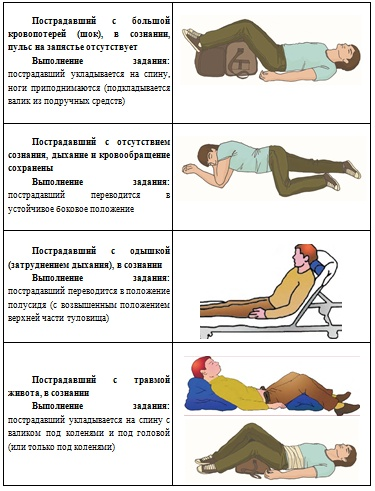 Пострадавший с большой
кровопотерей (шок), в сознании,
пульс на запястье отсутствует
Выполнение задания:
пострадавший укладывается на спину,
ноги приподнимаются (подкладывается
валик из подручных средств)
Пострадавший с отсутствием
сознания, дыхание и кровообращение
сохранены
Выполнение задания:
пострадавший переводится в
устойчивое боковое положение
Пострадавший с одышкой
(затруднением дыхания), в сознании
Выполнение задания:
пострадавший переводится в положение
полусидя (с возвышенным положением
верхней части туловища)
Пострадавший с травмой
живота, в сознании
Выполнение задания:
пострадавший укладывается на спину с
валиком под коленями и под головой
(или только под коленями)